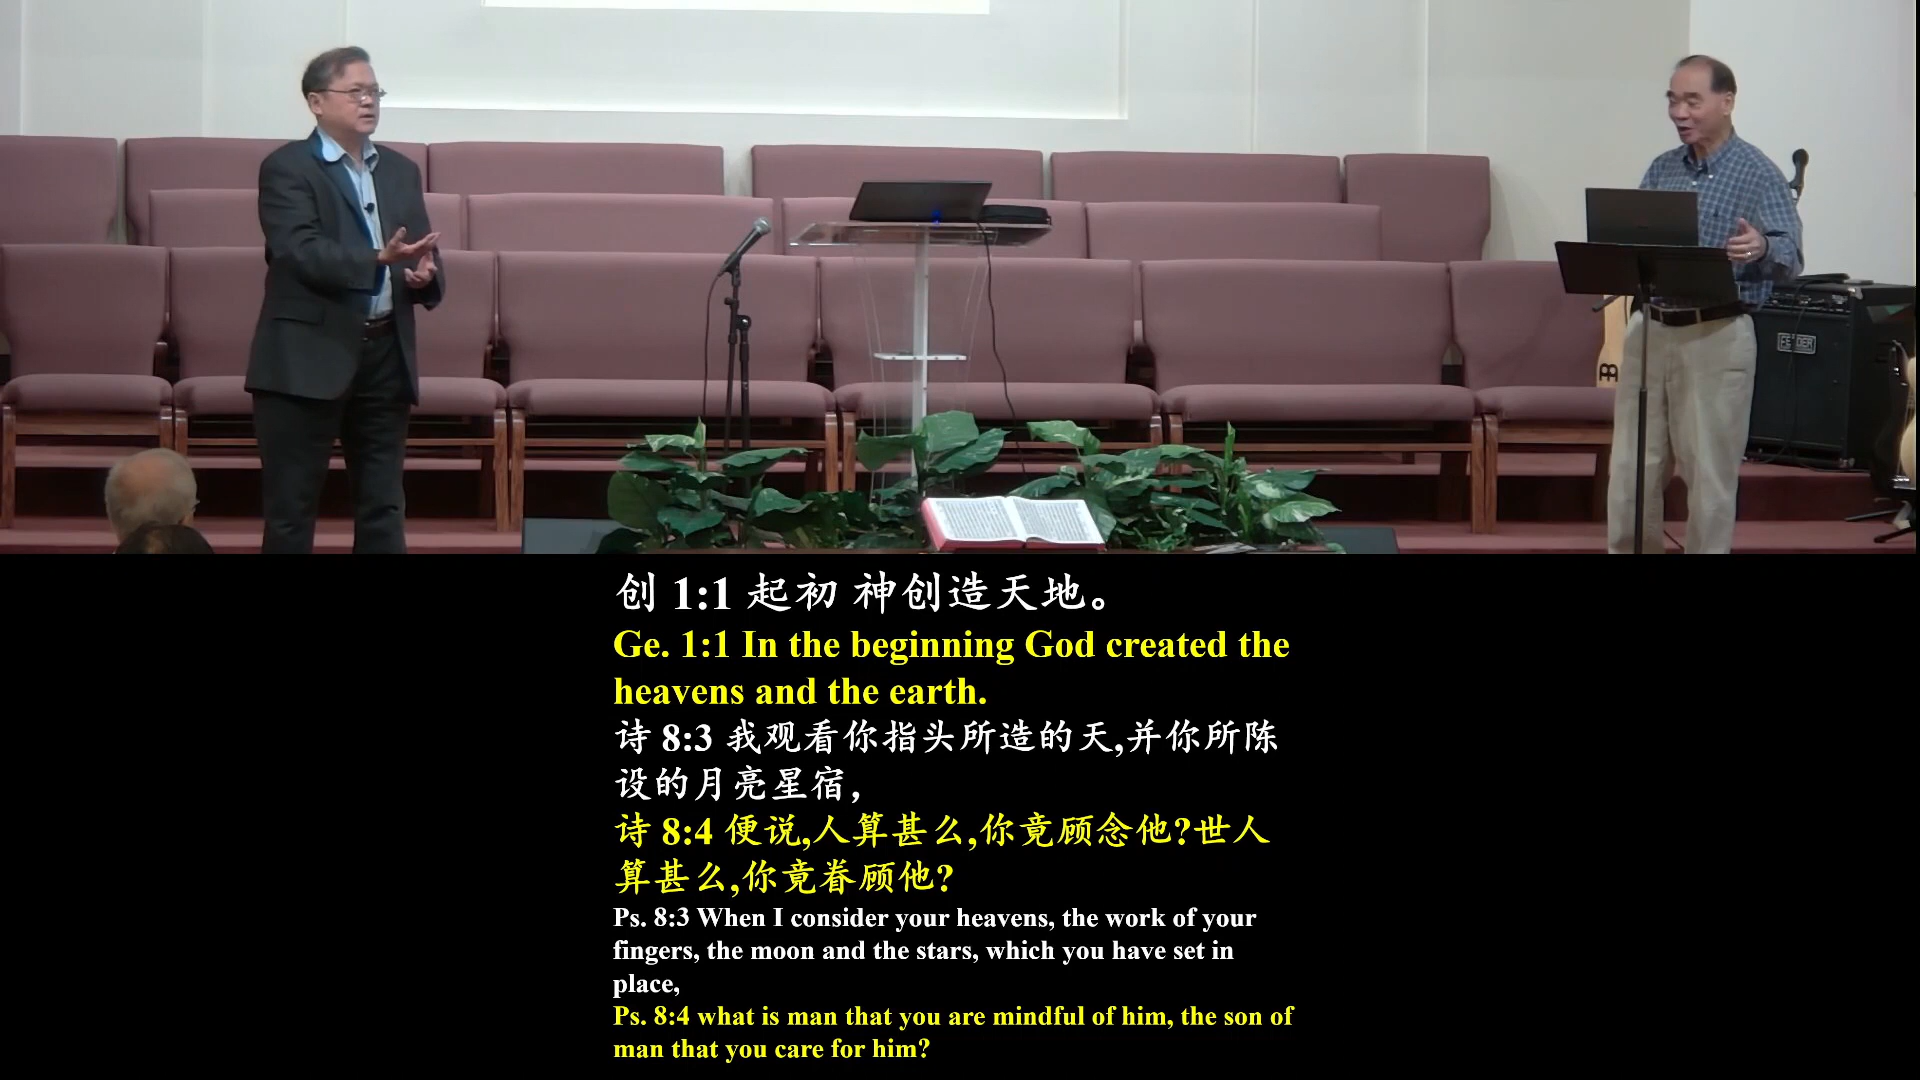 FENDER
创 1:1 起初 神创造天地。
Ge. 1:1 In the beginning God created the
heavens and the earth.
诗 8:3 我观看你指头所造的天,并你所陈
设的月亮星宿,
诗 8:4 便说,人算甚么,你竟顾念他?世人
算甚么,你竟眷顾他?
Ps. 8:3 When I consider your heavens, the work of your
fingers, the moon and the stars, which you have set in
place,
Ps. 8:4 what is man that you are mindful of him, the son of
man that you care for him?